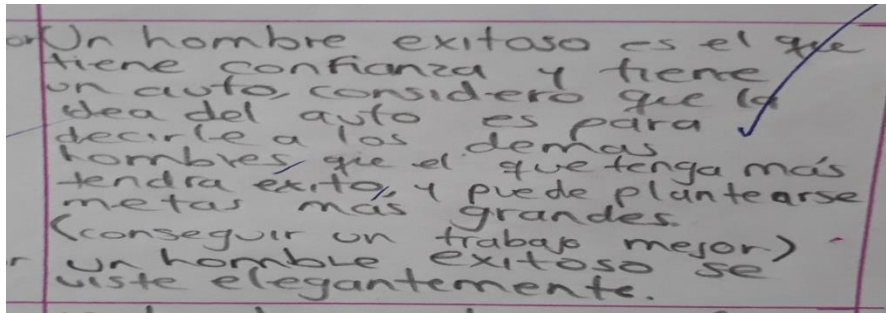 Un hombre exitoso es el que
tiene confianza y tiene
un auto, considero que la
idea del auto es para
decirle a los demas
hombres que el que tenga más
tendra exito, y puede plantearse
metas más grandes.
(conseguir un trabajo mejor)
un hombre exitoso se
viste elegantemente.